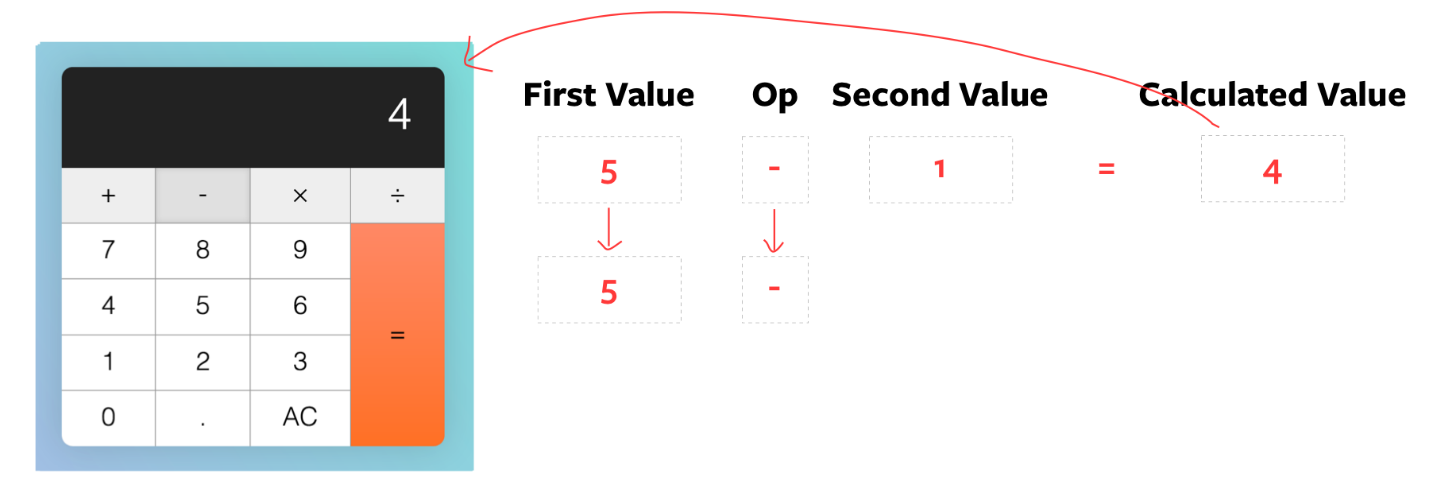 4
+ - × ÷
7 8 9
4 5 6
=
1 2 3
0 . AC
First Value Op Second Value Calculated Value
5 - 1 = 4
5 -